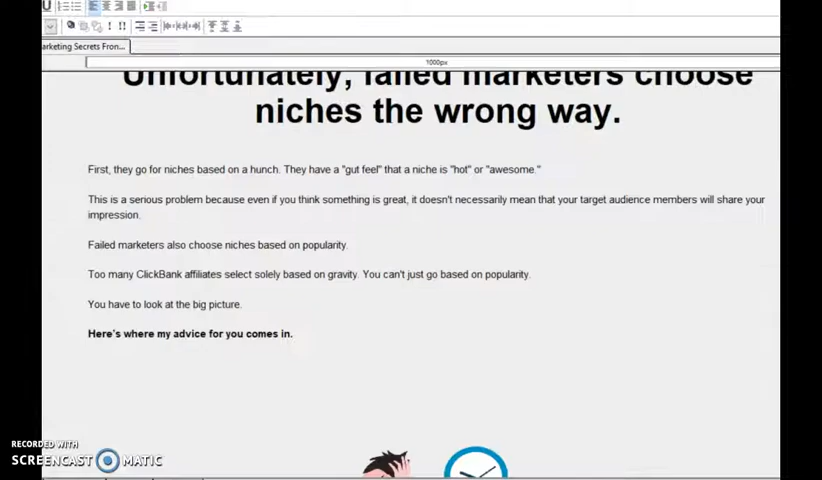 U
arketing Secrets Fron...
1000px
Unfortunately, failed marketers choose
niches the wrong way.
First, they go for niches based on a hunch. They have a "gut feel" that a niche is "hot" or "awesome."
This is a serious problem because even if you think something is great, it doesn't necessarily mean that your target audience members will share your
impression.
Failed marketers also choose niches based on popularity.
Too many ClickBank affiliates select solely based on gravity. You can't just go based on popularity.
You have to look at the big picture.
Here's where my advice for you comes in.
RECORDED WITH
SCREENCAST MATIC